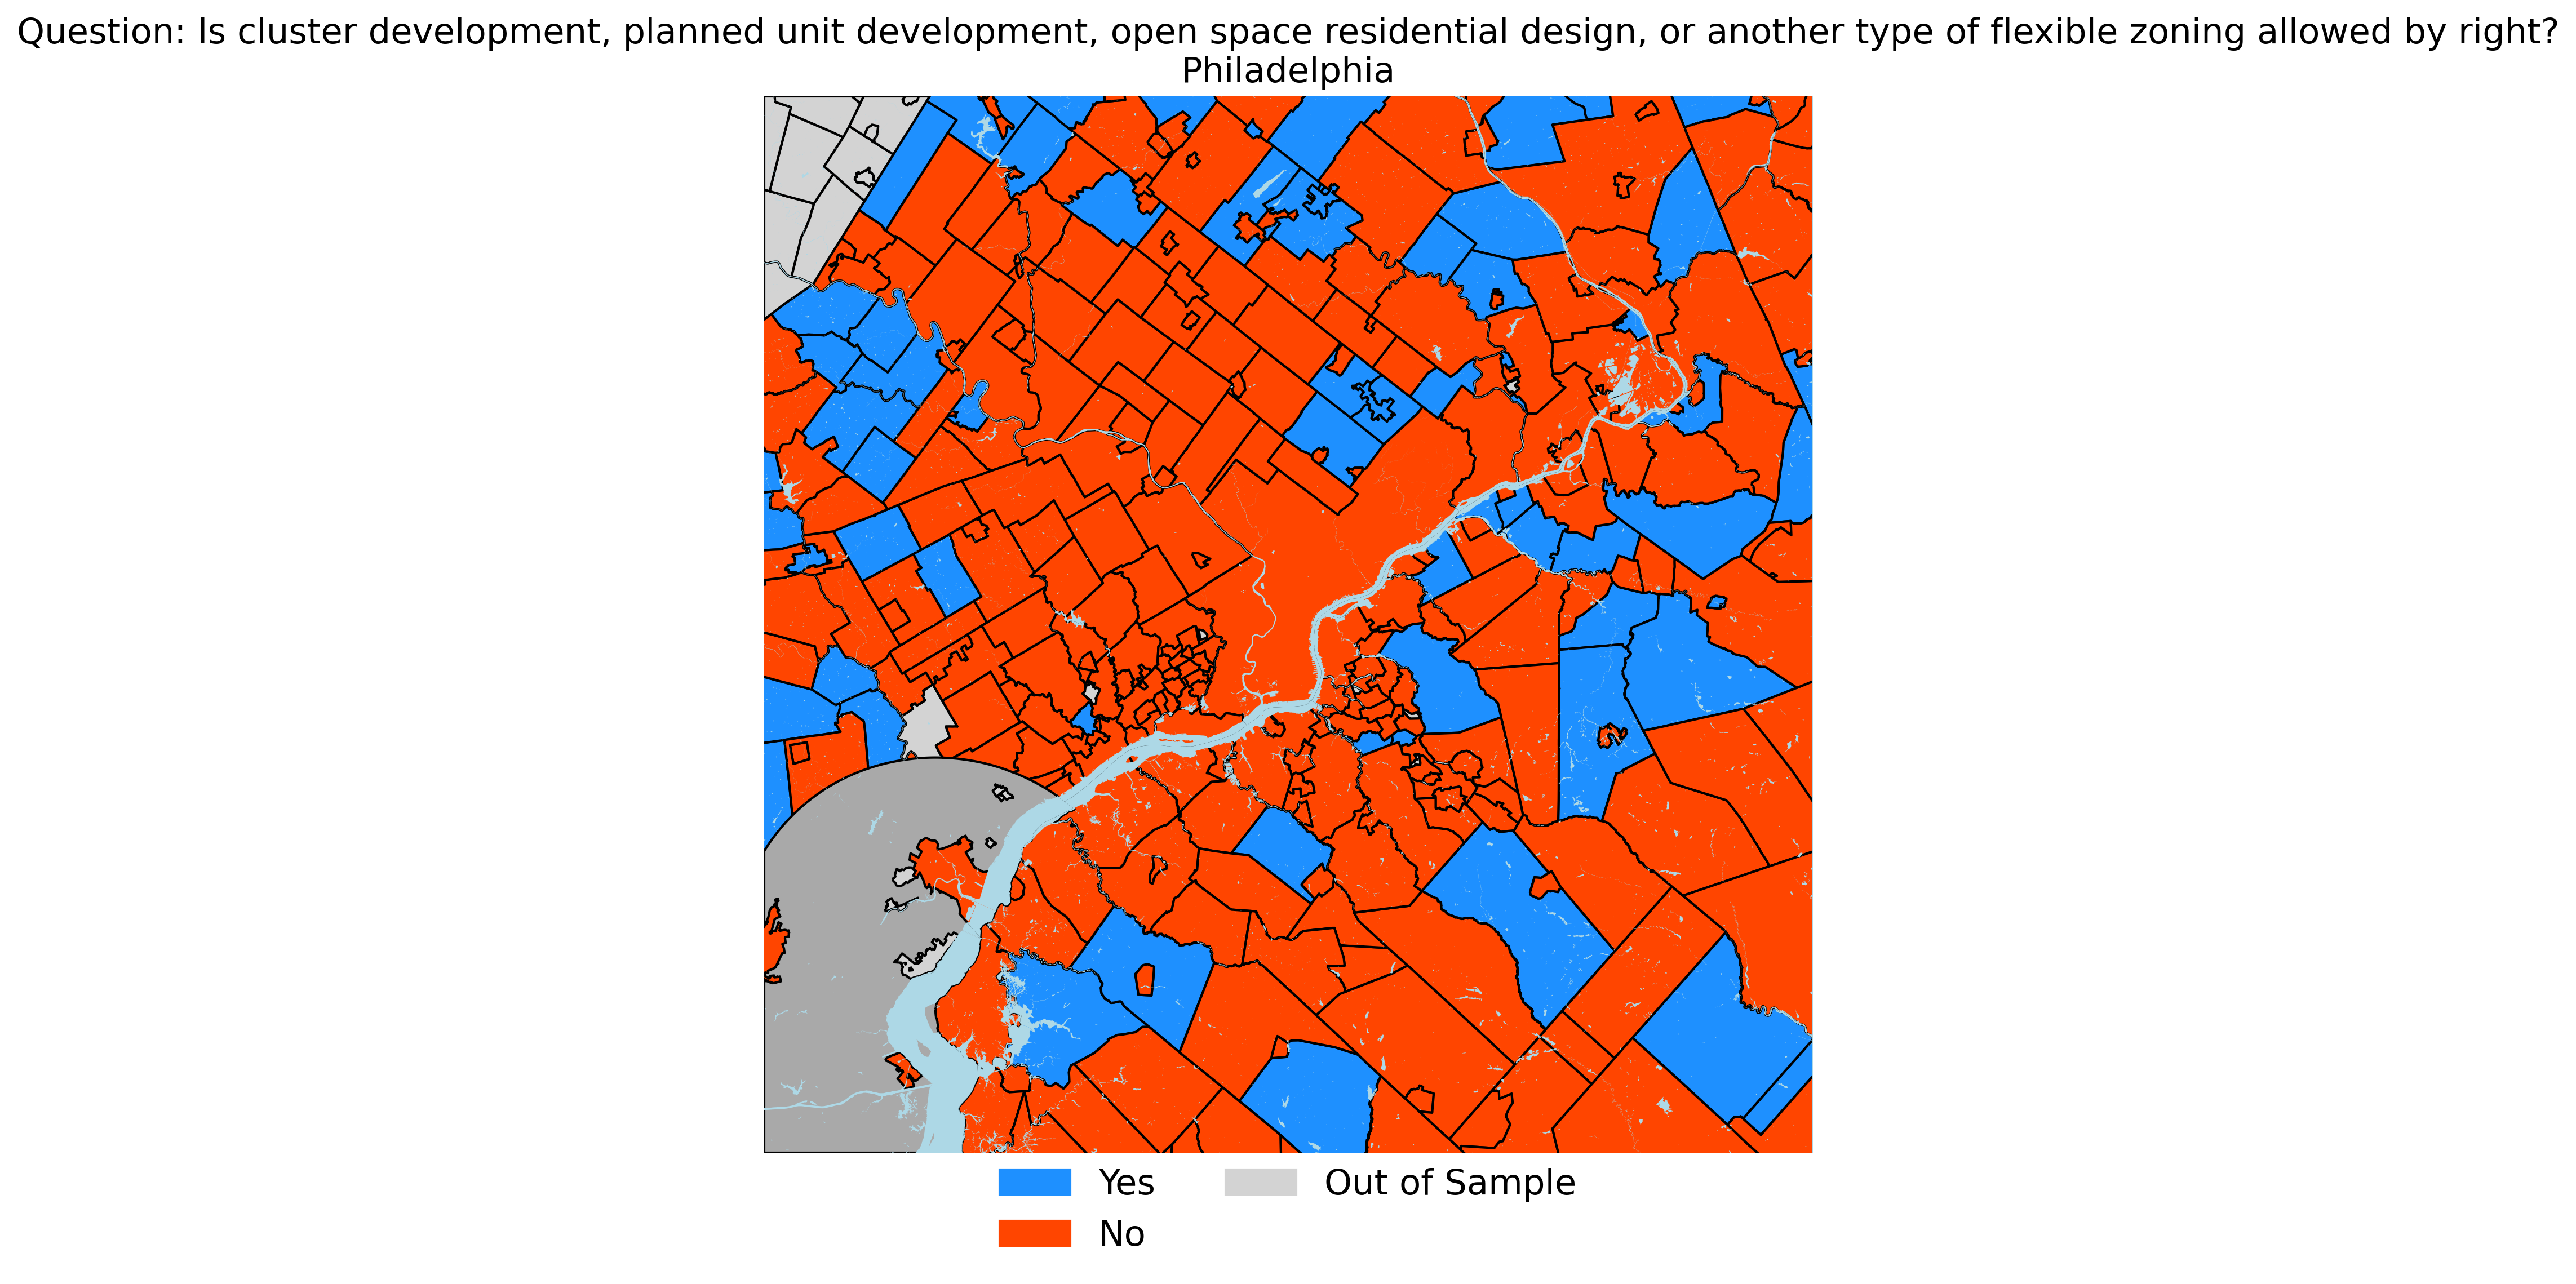 Question: Is cluster development, planned unit development, open space residential design, or another type of flexible zoning allowed by right?
Philadelphia
Yes
Out of Sample
No